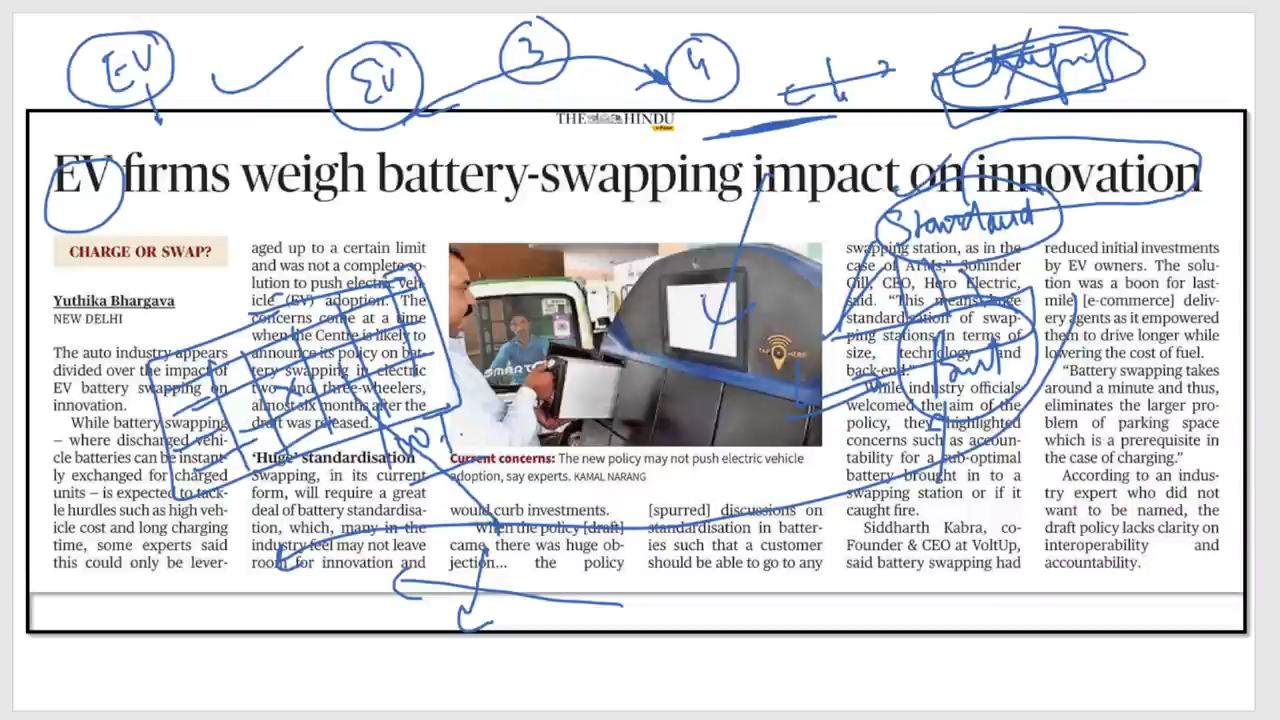 EV
EV
3
4
THE HINDU
EV firms weigh battery-swapping impact on innovation
Standard
CHARGE OR SWAP?
Yuthika Bhargava
NEW DELHI
The auto industry appears
divided over the impact of
EV battery swapping on
innovation.
While battery swapping
– where discharged vehi-
cle batteries can be instant-
ly exchanged for charged
units – is expected to tack-
le hurdles such as high veh-
icle cost and long charging
time, some experts said
this could only be lever-
aged up to a certain limit
and was not a complete so-
lution to push electric veh-
icle (EV) adoption. The
concerns come at a time
when the Centre is likely to
announce its policy on bat-
tery swapping in electric
two- and three-wheelers,
almost six months after the
draft was released.
'Huge' standardisation
Swapping, in its current
form, will require a great
deal of battery standardisa-
tion, which, many in the
industry feel may not leave
room for innovation and
TAP HERE
Current concerns: The new policy may not push electric vehicle
adoption, say experts. KAMAL NARANG
would curb investments.
When the policy [draft]
came, there was huge ob-
jection... the policy
[spurred] discussions on
standardisation in batter-
ies such that a customer
should be able to go to any
swapping station, as in the
case of ATMs," Sohinder
Gill, CEO, Hero Electric,
said. "This means huge
standardisation of swap-
ping stations in terms of
size, technology and
back-end."
While industry officials
welcomed the aim of the
policy, they highlighted
concerns such as accoun-
tability for a sub-optimal
battery brought in to a
swapping station or if it
caught fire.
Siddharth Kabra, co-
Founder & CEO at VoltUp,
said battery swapping had
reduced initial investments
by EV owners. The solu-
tion was a boon for last-
mile [e-commerce] deliv-
ery agents as it empowered
them to drive longer while
lowering the cost of fuel.
"Battery swapping takes
around a minute and thus,
eliminates the larger pro-
blem of parking space
which is a prerequisite in
the case of charging."
According to an indus-
try expert who did not
want to be named, the
draft policy lacks clarity on
interoperability and
accountability.